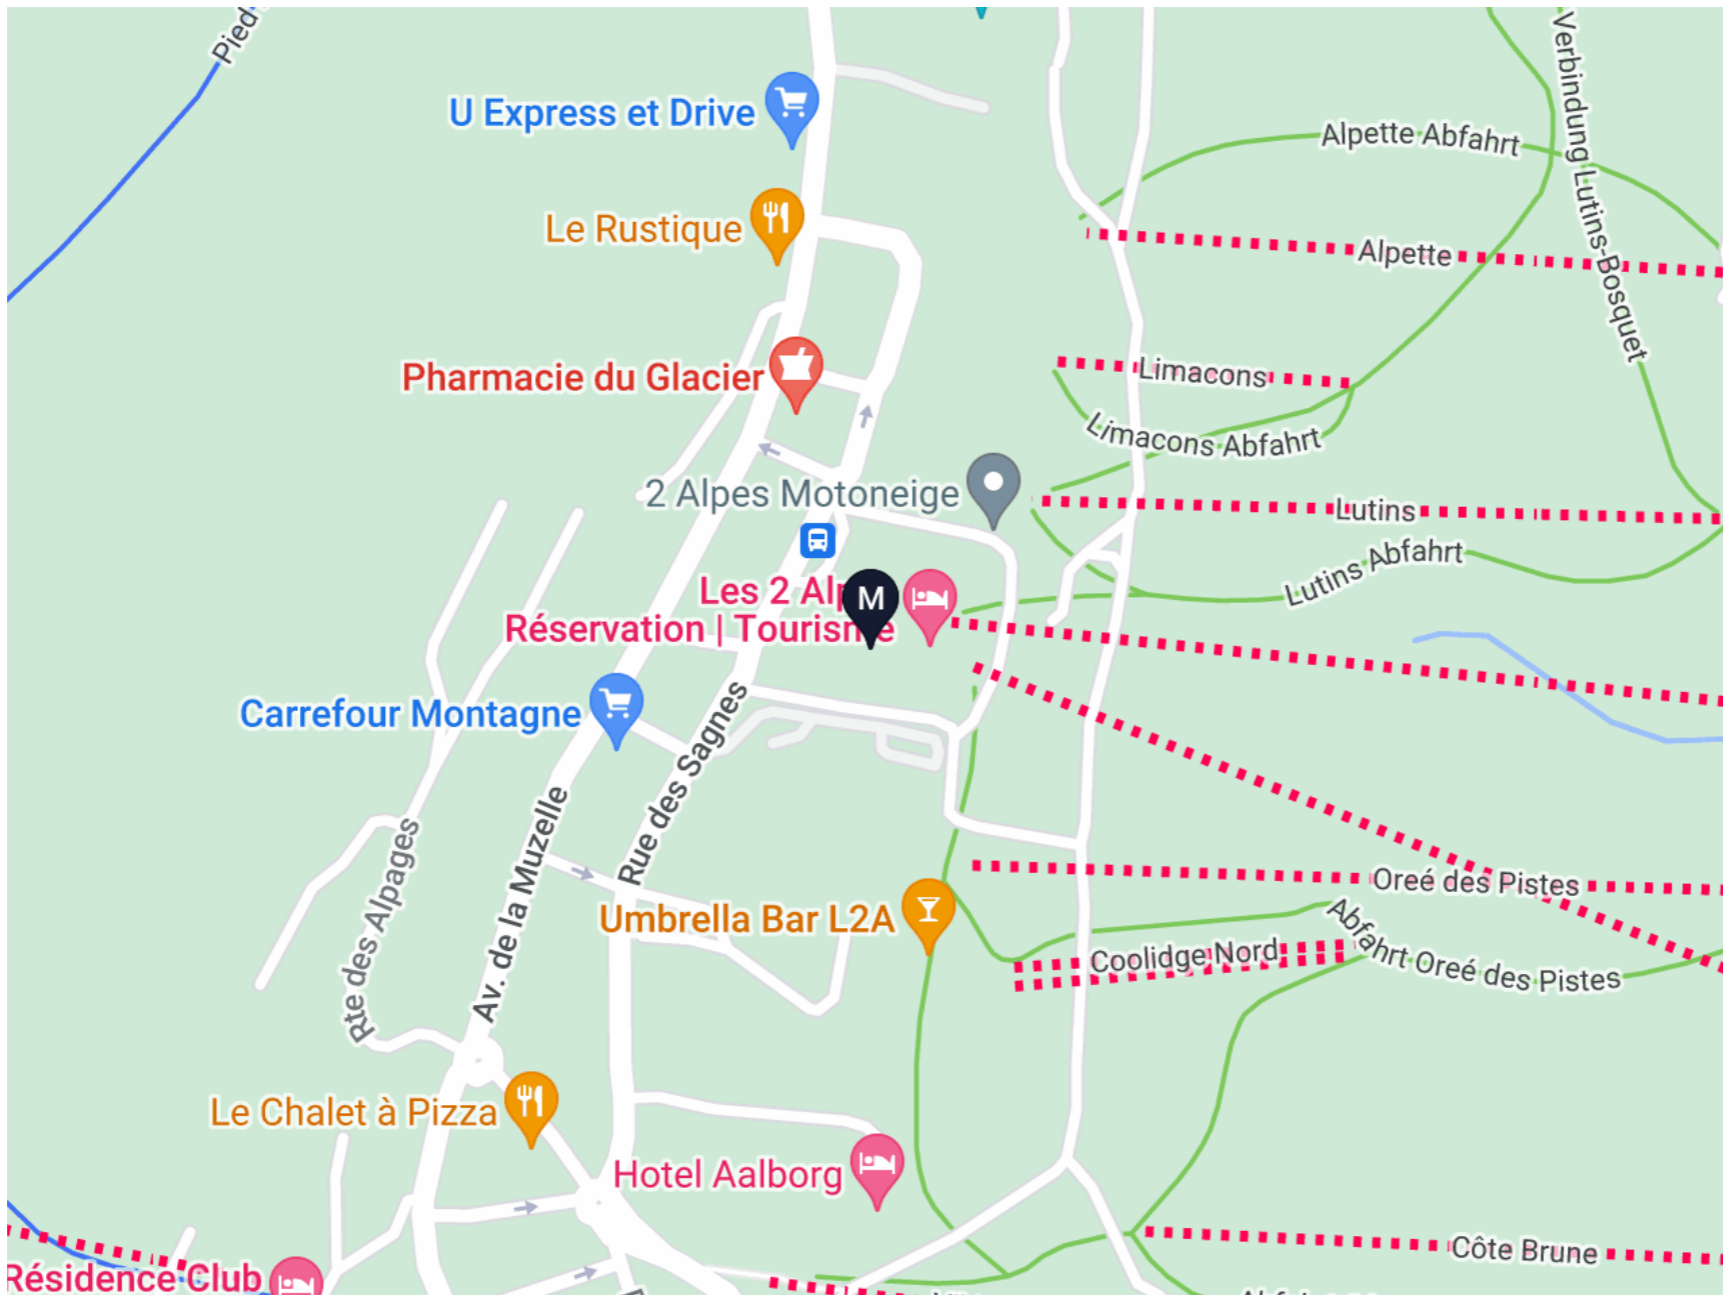 Pied
U Express et Drive
Alpette Abfahrt
Verbindung Lutins-Bosquet
Le Rustique
Alpette
Pharmacie du Glacier
Limacons
Limacons Abfahrt
2 Alpes Motoneige
Lutins
Lutins Abfahrt
Les 2 Alp
M
Réservation | Tourisme
Carrefour Montagne
Rue des Sagnes
Av. de la Muzelle
Rte des Alpages
Oreé des Pistes
Umbrella Bar L2A
Coolidge Nord
Abfahrt Oreé des Pistes
Le Chalet à Pizza
Hotel Aalborg
Côte Brune
Résidence Club